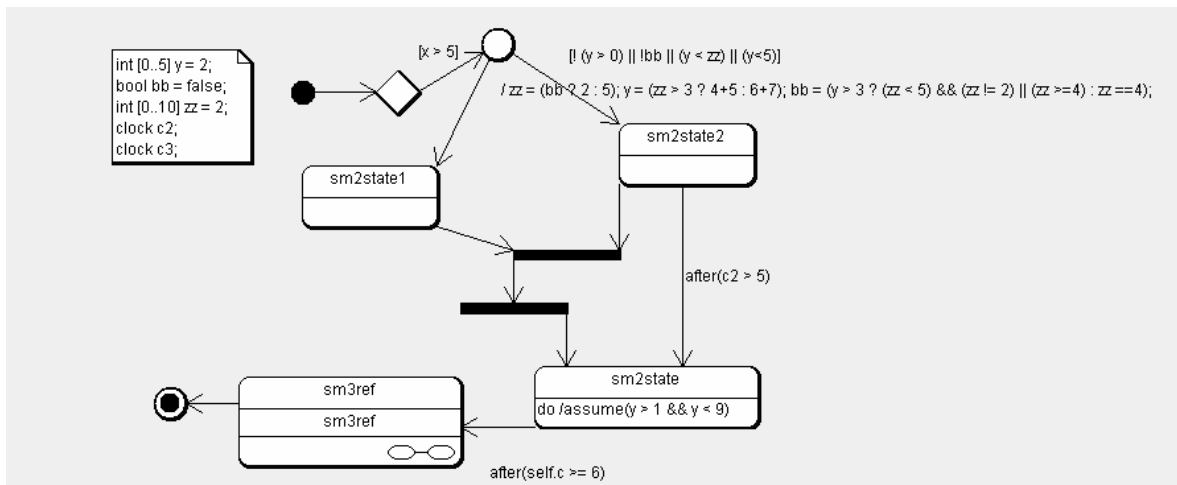 [x > 5]
[! (y > 0) || !bb || (y < zz) || (y<5)]
int [0..5] y = 2;
bool bb = false;
int [0..10] zz = 2;
clock c2;
clock c3;
/ zz = (bb ? 2 : 5); y = (zz > 3 ? 4+5 : 6+7); bb = (y > 3 ? (zz < 5) && (zz != 2) || (zz >=4) : zz ==4);
sm2state2
sm2state1
after(c2 > 5)
sm2state
do /assume(y > 1 && y < 9)
sm3ref
sm3ref
after(self.c >= 6)